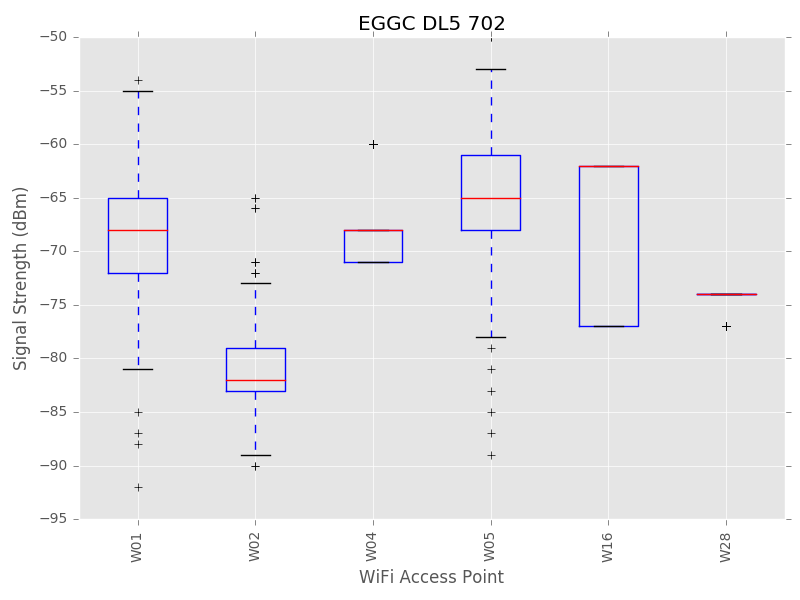 EGGC DL5 702
Signal Strength (dBm)
−50
−55
−60
−65
−70
−75
−80
−85
−90
−95
W01
W02
W04
W05
W16
W28
WiFi Access Point